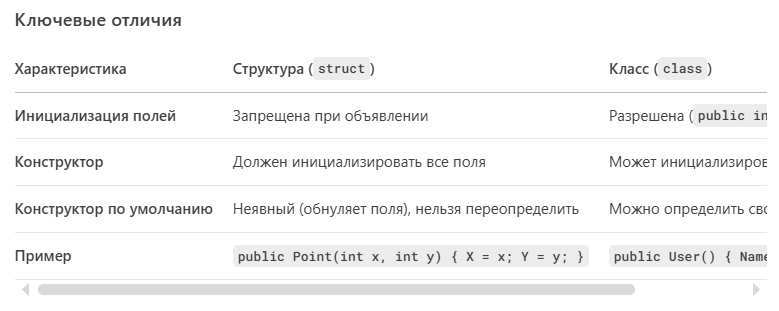 Ключевые отличия
Характеристика Структура (struct) Класс (class)
Инициализация полей Запрещена при объявлении Разрешена (public in
Конструктор Должен инициализировать все поля Может инициализиров
Конструктор по умолчанию Неявный (обнуляет поля), нельзя переопределить Можно определить сво
Пример public Point(int x, int y) { X = x; Y = y; } public User() { Name